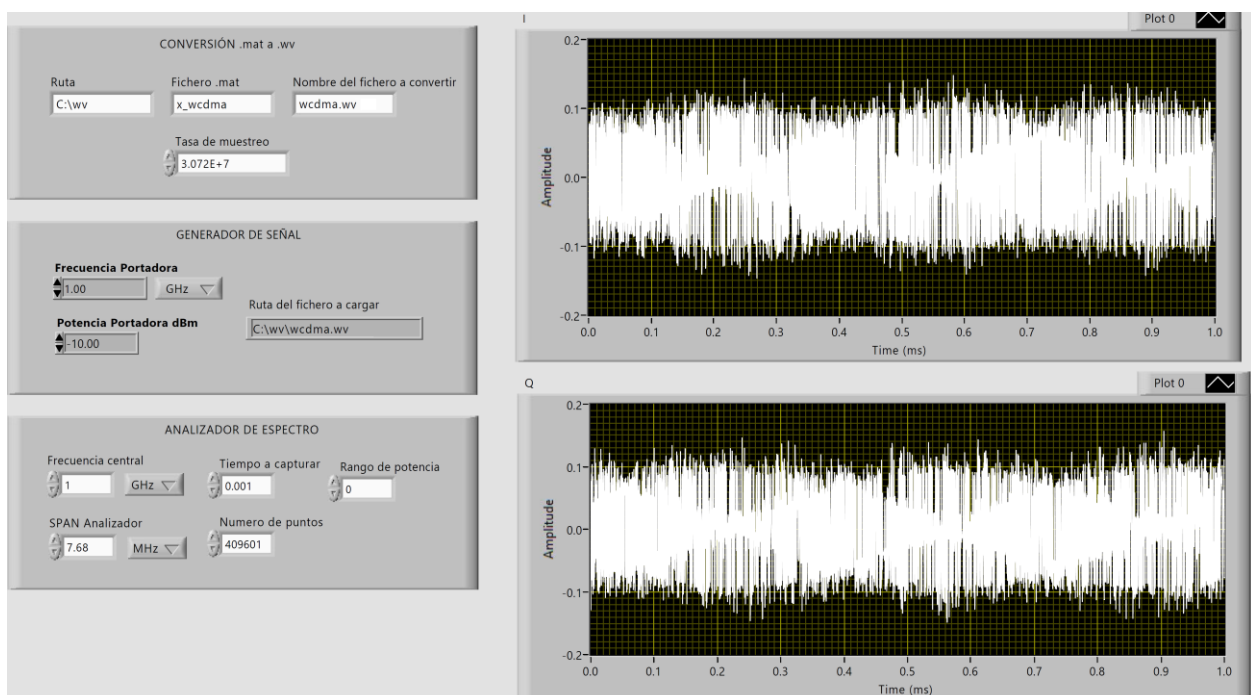 CONVERSIÓN .mat a .wv
Ruta Fichero .mat Nombre del fichero a convertir
C:\wv x_wcdma wcdma.wv
Tasa de muestreo
3.072E+7
GENERADOR DE SEÑAL
Frecuencia Portadora
1.00 GHz
Ruta del fichero a cargar
Potencia Portadora dBm C:\wv\wcdma.wv
-10.00
ANALIZADOR DE ESPECTRO
Frecuencia central Tiempo a capturar Rango de potencia
1 GHz 0.001 0
SPAN Analizador Numero de puntos
7.68 MHz 409601
I Plot 0
0.2
0.1
0.0
-0.1
-0.2
Amplitude
0.0 0.1 0.2 0.3 0.4 0.5 0.6 0.7 0.8 0.9 1.0
Time (ms)
Q Plot 0
0.2
0.1
0.0
-0.1
-0.2
Amplitude
0.0 0.1 0.2 0.3 0.4 0.5 0.6 0.7 0.8 0.9 1.0
Time (ms)